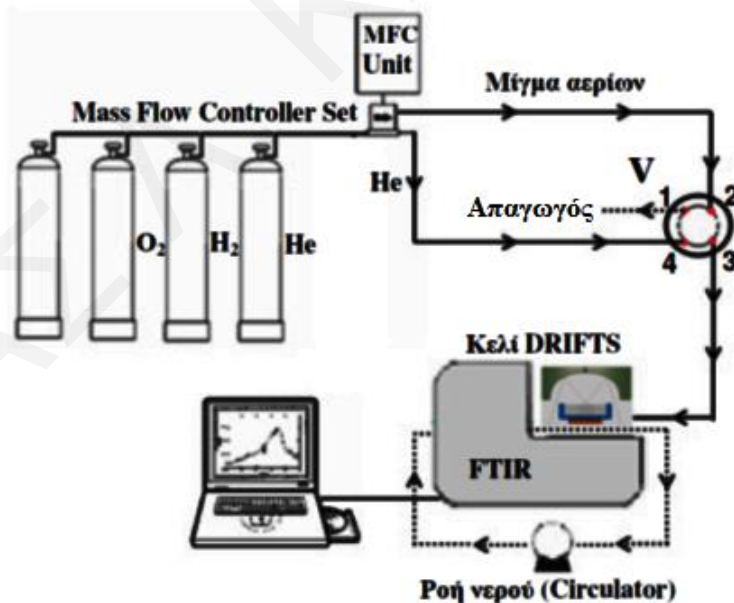 MFC
Unit
Mass Flow Controller Set
Μίγμα αερίων
He
V
1
2
Απαγωγός
4
3
O2
H2
He
Κελί DRIFTS
FTIR
Ροή νερού (Circulator)